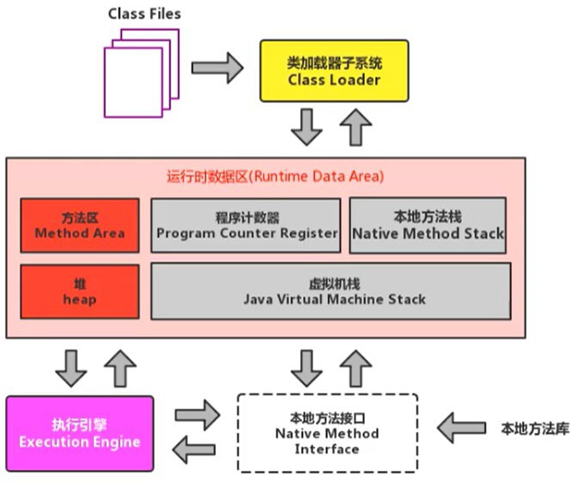 Class Files
类加载器子系统
Class Loader
运行时数据区(Runtime Data Area)
方法区
Method Area
程序计数器
Program Counter Register
本地方法栈
Native Method Stack
堆
heap
虚拟机栈
Java Virtual Machine Stack
执行引擎
Execution Engine
本地方法接口
Native Method
Interface
本地方法库